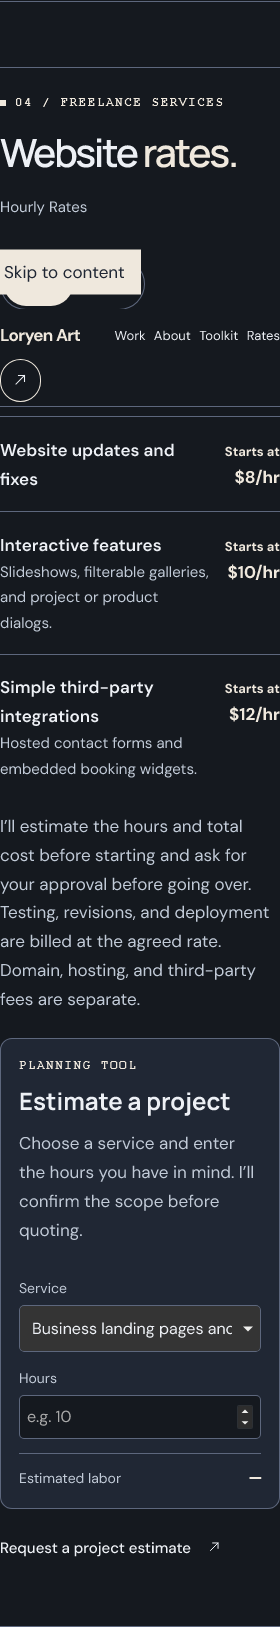 04 / FREELANCE SERVICES
Website rates.
Hourly Rates
Skip to content
Loryen Art Work About Toolkit Rates
Website updates and
fixes
Starts at
$8/hr
Interactive features
Slideshows, filterable galleries,
and project or product
dialogs.
Starts at
$10/hr
Simple third-party
integrations
Hosted contact forms and
embedded booking widgets.
Starts at
$12/hr
I’ll estimate the hours and total
cost before starting and ask for
your approval before going over.
Testing, revisions, and deployment
are billed at the agreed rate.
Domain, hosting, and third-party
fees are separate.
PLANNING TOOL
Estimate a project
Choose a service and enter
the hours you have in mind. I’ll
confirm the scope before
quoting.
Service
Business landing pages and
Hours
e.g. 10
Estimated labor —
Request a project estimate ↗